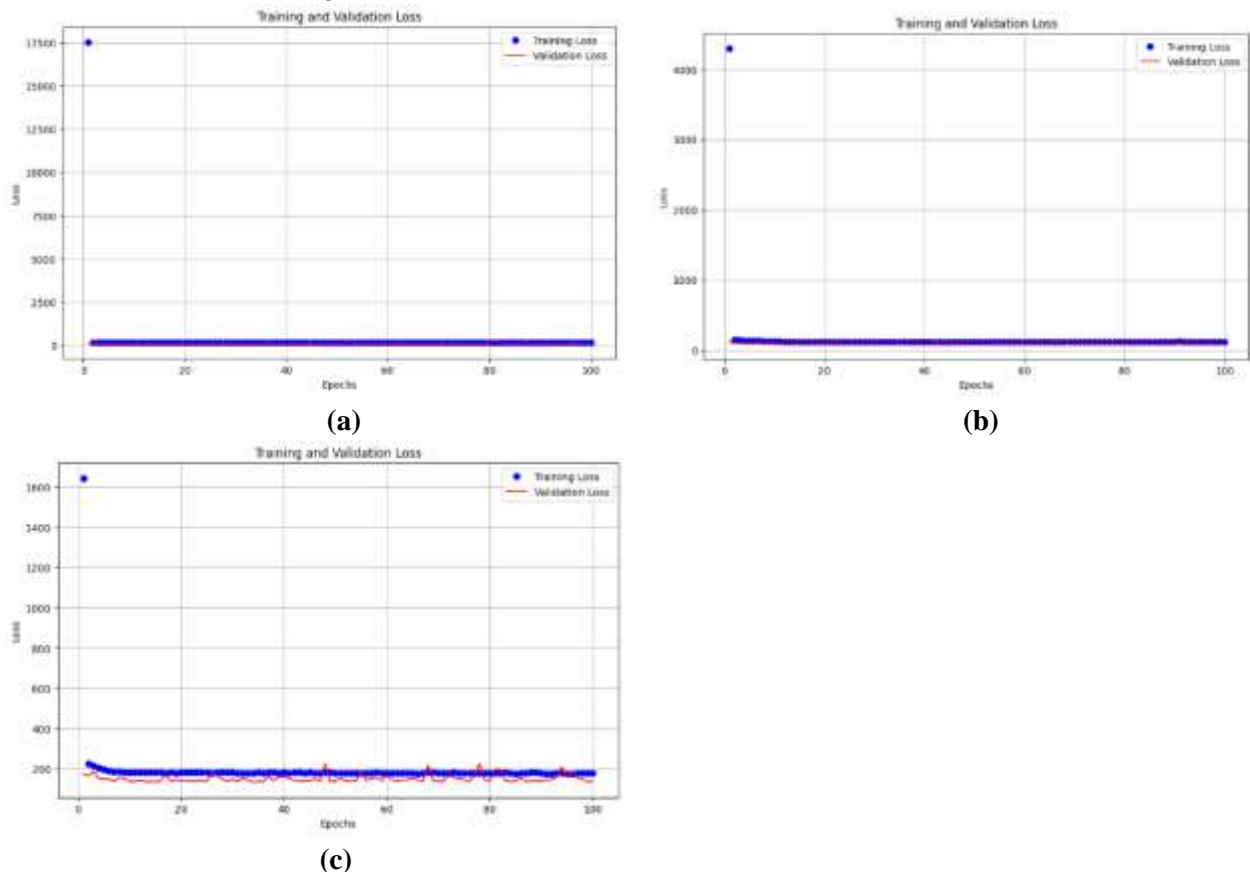 Training and Validation Loss
Training Loss
Validation Loss
17500
15000
12500
10000
7500
5000
2500
0
Loss
0 20 40 60 80 100
Epochs
(a)
Training and Validation Loss
Training Loss
Validation Loss
4000
3000
2000
1000
0
Loss
0 20 40 60 80 100
Epochs
(b)
Training and Validation Loss
Training Loss
Validation Loss
1600
1400
1200
1000
800
600
400
200
Loss
0 20 40 60 80 100
Epochs
(c)